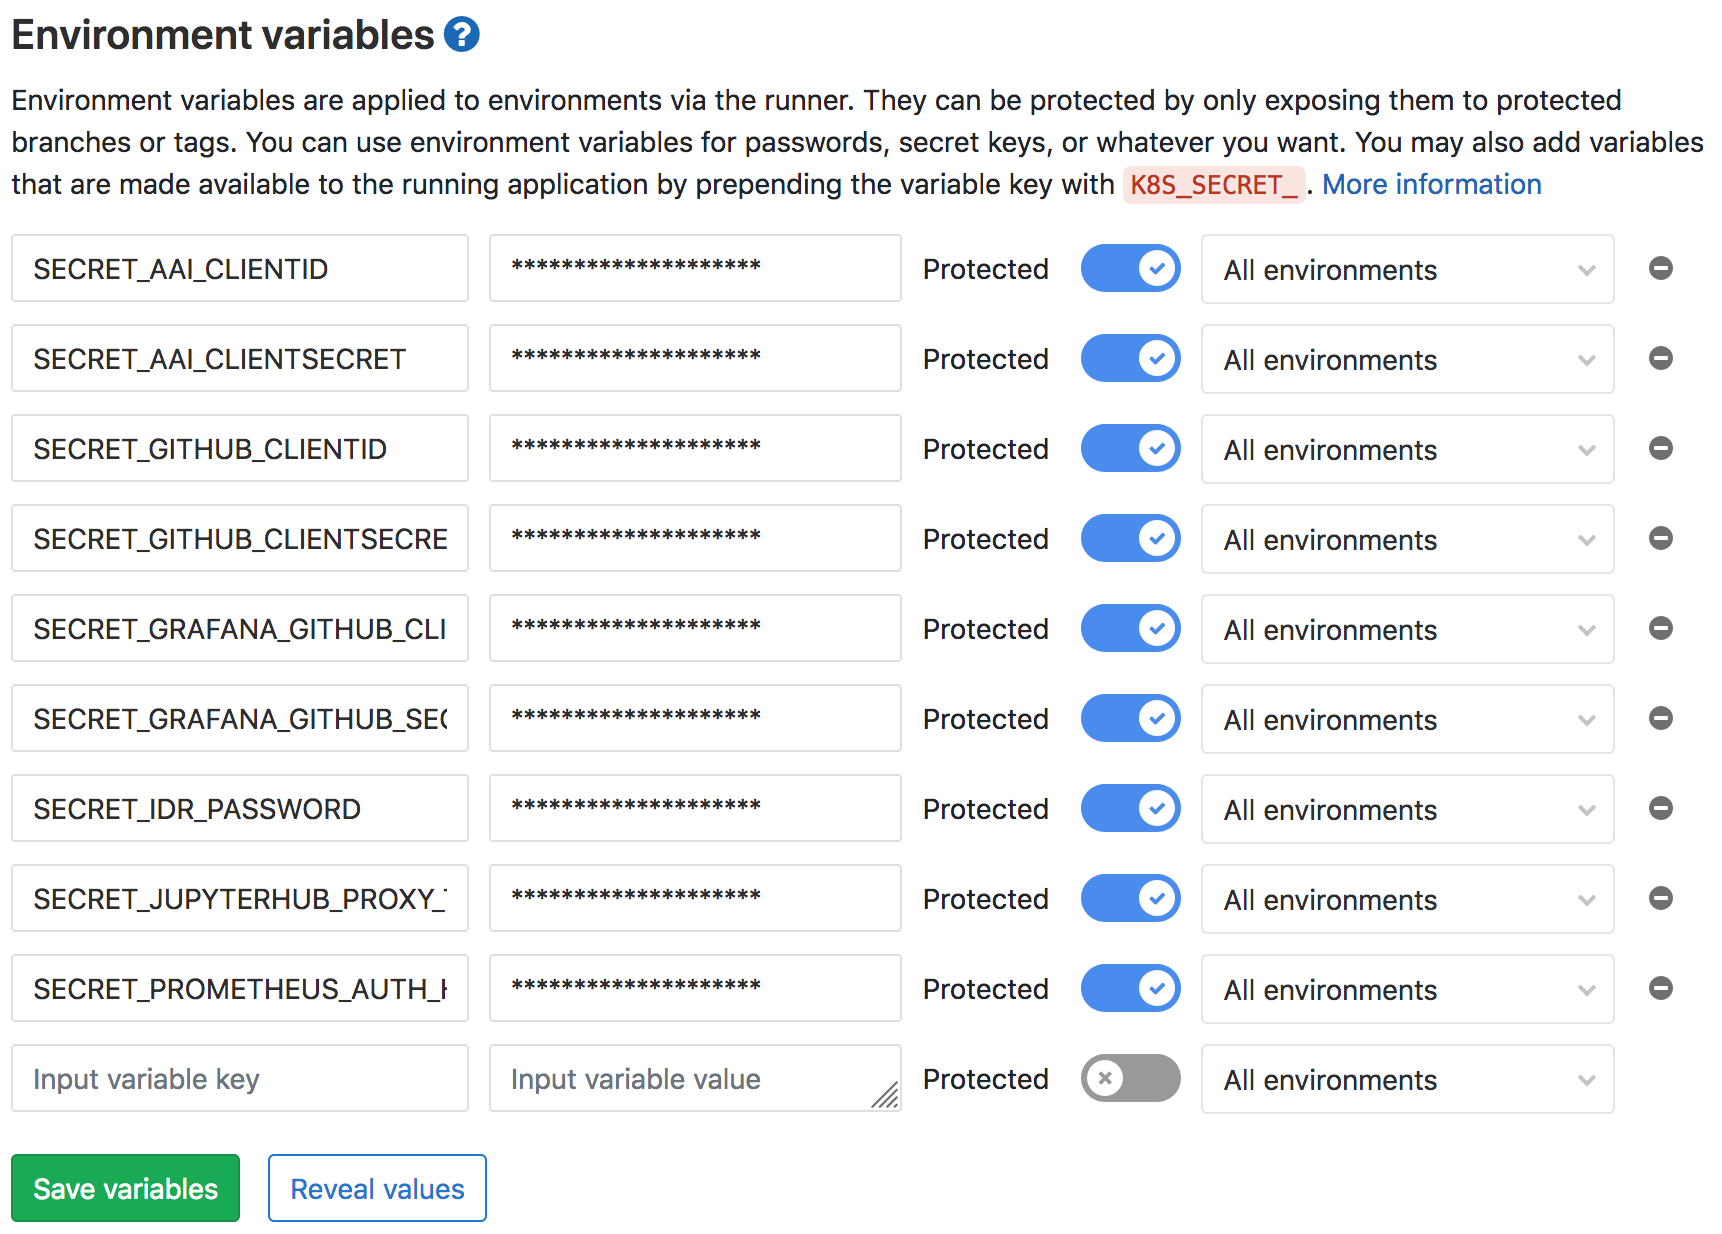 Environment variables ?
Environment variables are applied to environments via the runner. They can be protected by only exposing them to protected
branches or tags. You can use environment variables for passwords, secret keys, or whatever you want. You may also add variables
that are made available to the running application by prepending the variable key with K8S_SECRET_ . More information
SECRET_AAI_CLIENTID ******************** Protected All environments
SECRET_AAI_CLIENTSECRET ******************** Protected All environments
SECRET_GITHUB_CLIENTID ******************** Protected All environments
SECRET_GITHUB_CLIENTSECRE ******************** Protected All environments
SECRET_GRAFANA_GITHUB_CLI ******************** Protected All environments
SECRET_GRAFANA_GITHUB_SEC ******************** Protected All environments
SECRET_IDR_PASSWORD ******************** Protected All environments
SECRET_JUPYTERHUB_PROXY_ ******************** Protected All environments
SECRET_PROMETHEUS_AUTH_ ******************** Protected All environments
Input variable key Input variable value Protected All environments
Save variables Reveal values